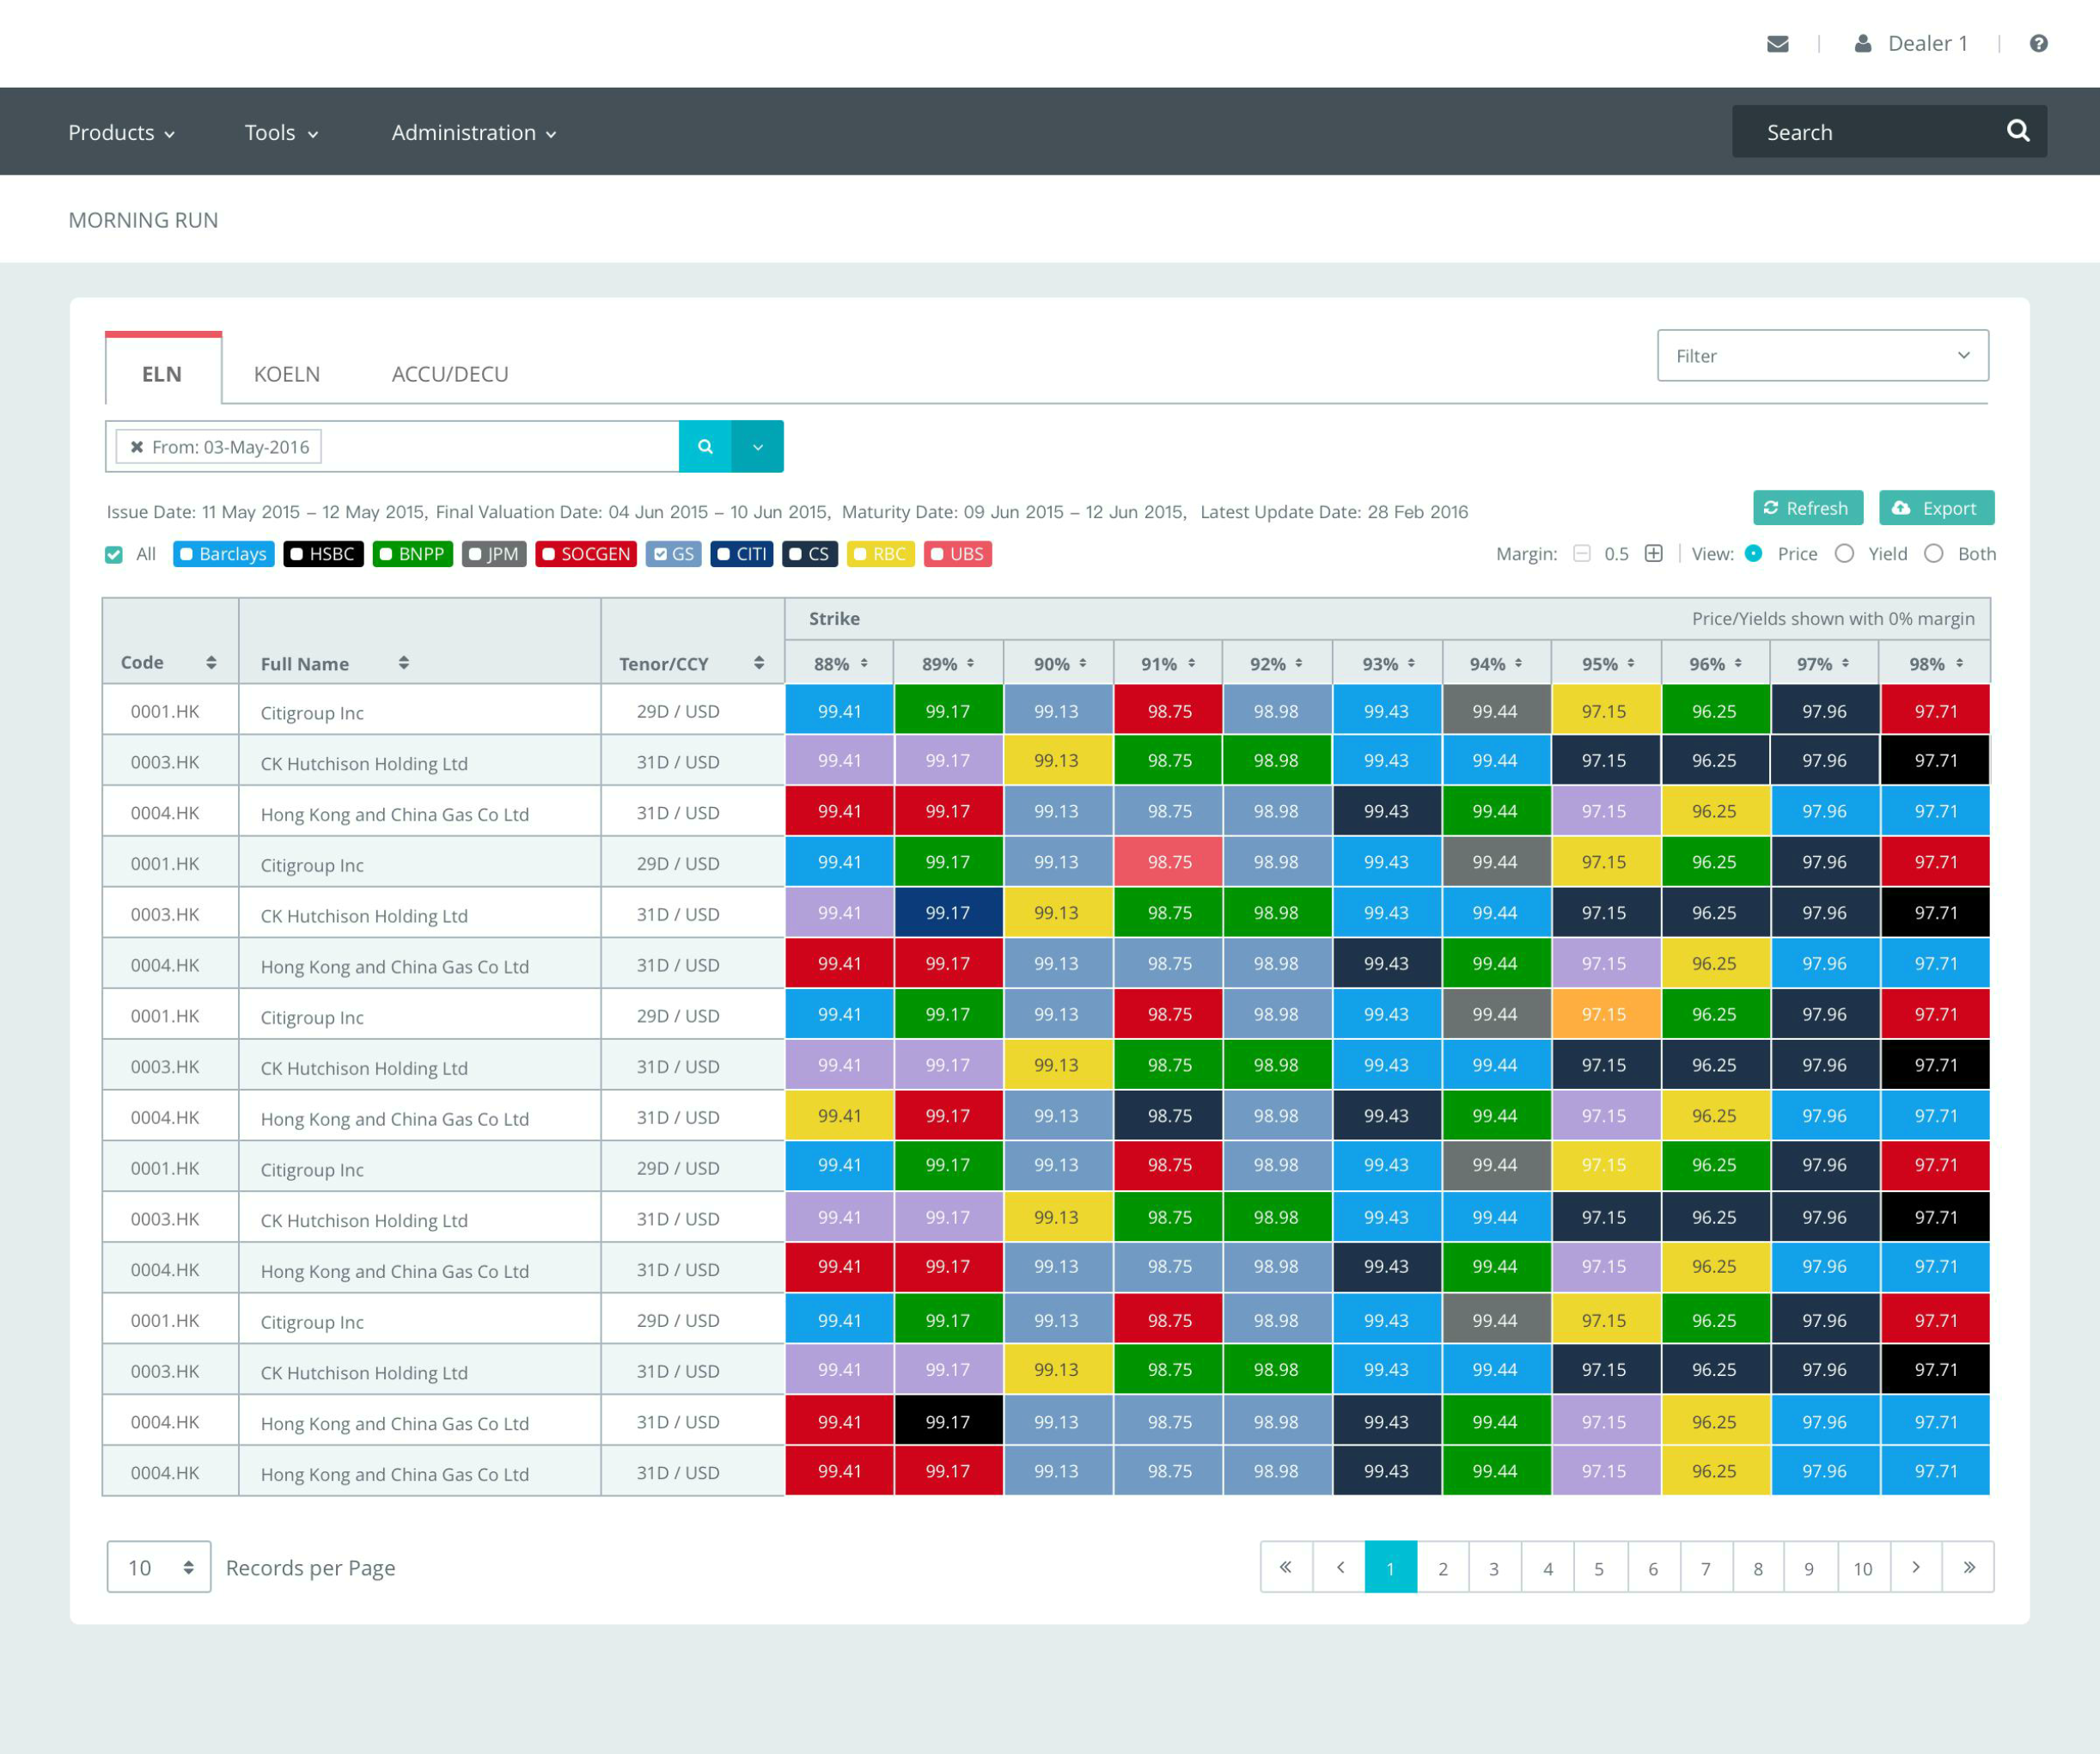 Dealer 1
Products Tools Administration Search
MORNING RUN
ELN KOELN ACCU/DECU Filter
From: 03-May-2016
Issue Date: 11 May 2015 – 12 May 2015, Final Valuation Date: 04 Jun 2015 – 10 Jun 2015, Maturity Date: 09 Jun 2015 – 12 Jun 2015, Latest Update Date: 28 Feb 2016 Refresh Export
All Barclays HSBC BNPP JPM SOCGEN GS CITI CS RBC UBS Margin: 0.5 View: Price Yield Both
Strike Price/Yields shown with 0% margin
Code Full Name Tenor/CCY 88% 89% 90% 91% 92% 93% 94% 95% 96% 97% 98%
0001.HK Citigroup Inc 29D / USD 99.41 99.17 99.13 98.75 98.98 99.43 99.44 97.15 96.25 97.96 97.71
0003.HK CK Hutchison Holding Ltd 31D / USD 99.41 99.17 99.13 98.75 98.98 99.43 99.44 97.15 96.25 97.96 97.71
0004.HK Hong Kong and China Gas Co Ltd 31D / USD 99.41 99.17 99.13 98.75 98.98 99.43 99.44 97.15 96.25 97.96 97.71
0001.HK Citigroup Inc 29D / USD 99.41 99.17 99.13 98.75 98.98 99.43 99.44 97.15 96.25 97.96 97.71
0003.HK CK Hutchison Holding Ltd 31D / USD 99.41 99.17 99.13 98.75 98.98 99.43 99.44 97.15 96.25 97.96 97.71
0004.HK Hong Kong and China Gas Co Ltd 31D / USD 99.41 99.17 99.13 98.75 98.98 99.43 99.44 97.15 96.25 97.96 97.71
0001.HK Citigroup Inc 29D / USD 99.41 99.17 99.13 98.75 98.98 99.43 99.44 97.15 96.25 97.96 97.71
0003.HK CK Hutchison Holding Ltd 31D / USD 99.41 99.17 99.13 98.75 98.98 99.43 99.44 97.15 96.25 97.96 97.71
0004.HK Hong Kong and China Gas Co Ltd 31D / USD 99.41 99.17 99.13 98.75 98.98 99.43 99.44 97.15 96.25 97.96 97.71
0001.HK Citigroup Inc 29D / USD 99.41 99.17 99.13 98.75 98.98 99.43 99.44 97.15 96.25 97.96 97.71
0003.HK CK Hutchison Holding Ltd 31D / USD 99.41 99.17 99.13 98.75 98.98 99.43 99.44 97.15 96.25 97.96 97.71
0004.HK Hong Kong and China Gas Co Ltd 31D / USD 99.41 99.17 99.13 98.75 98.98 99.43 99.44 97.15 96.25 97.96 97.71
0001.HK Citigroup Inc 29D / USD 99.41 99.17 99.13 98.75 98.98 99.43 99.44 97.15 96.25 97.96 97.71
0003.HK CK Hutchison Holding Ltd 31D / USD 99.41 99.17 99.13 98.75 98.98 99.43 99.44 97.15 96.25 97.96 97.71
0004.HK Hong Kong and China Gas Co Ltd 31D / USD 99.41 99.17 99.13 98.75 98.98 99.43 99.44 97.15 96.25 97.96 97.71
0004.HK Hong Kong and China Gas Co Ltd 31D / USD 99.41 99.17 99.13 98.75 98.98 99.43 99.44 97.15 96.25 97.96 97.71
10 Records per Page « ‹ 1 2 3 4 5 6 7 8 9 10 › »